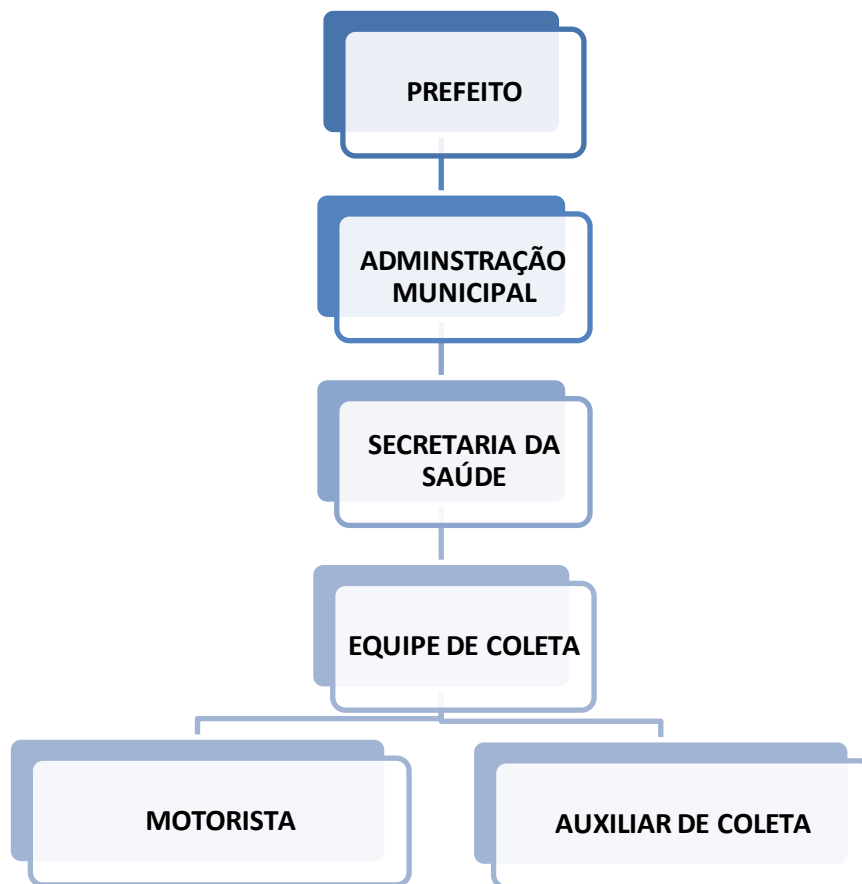 PREFEITO
ADMINSTRAÇÃO
MUNICIPAL
SECRETARIA DA
SAÚDE
EQUIPE DE COLETA
MOTORISTA
AUXILIAR DE COLETA